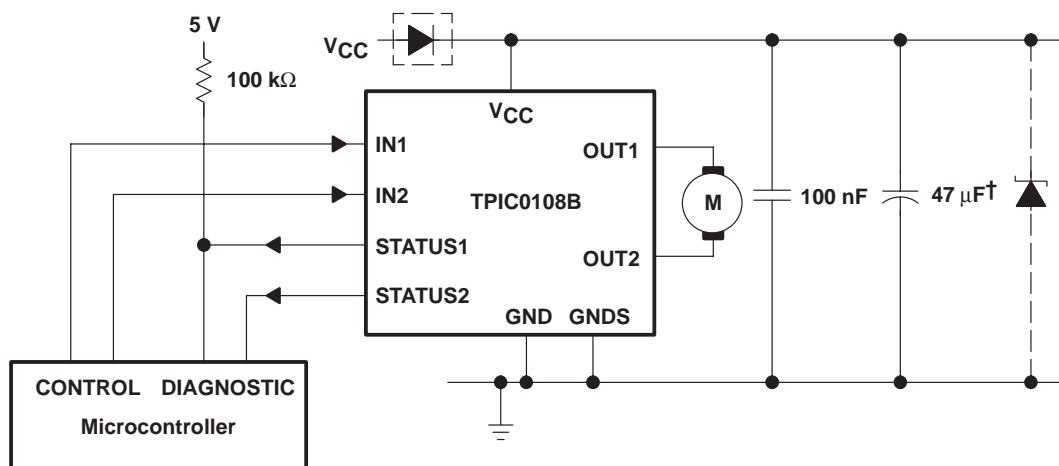 5 V
100 kΩ
VCC
VCC
IN1
IN2
STATUS1
STATUS2
TPIC0108B
OUT1
OUT2
GND GNDS
M
100 nF
47 μF†
CONTROL DIAGNOSTIC
Microcontroller